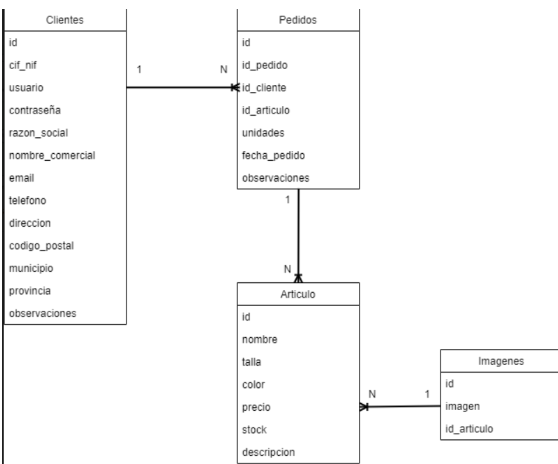 Clientes
id
cif_nif
usuario
contraseña
razon_social
nombre_comercial
email
telefono
direccion
codigo_postal
municipio
provincia
observaciones
1
N
Pedidos
id
id_pedido
id_cliente
id_articulo
unidades
fecha_pedido
observaciones
1
N
Articulo
id
nombre
talla
color
precio
stock
descripcion
N
1
Imagenes
id
imagen
id_articulo